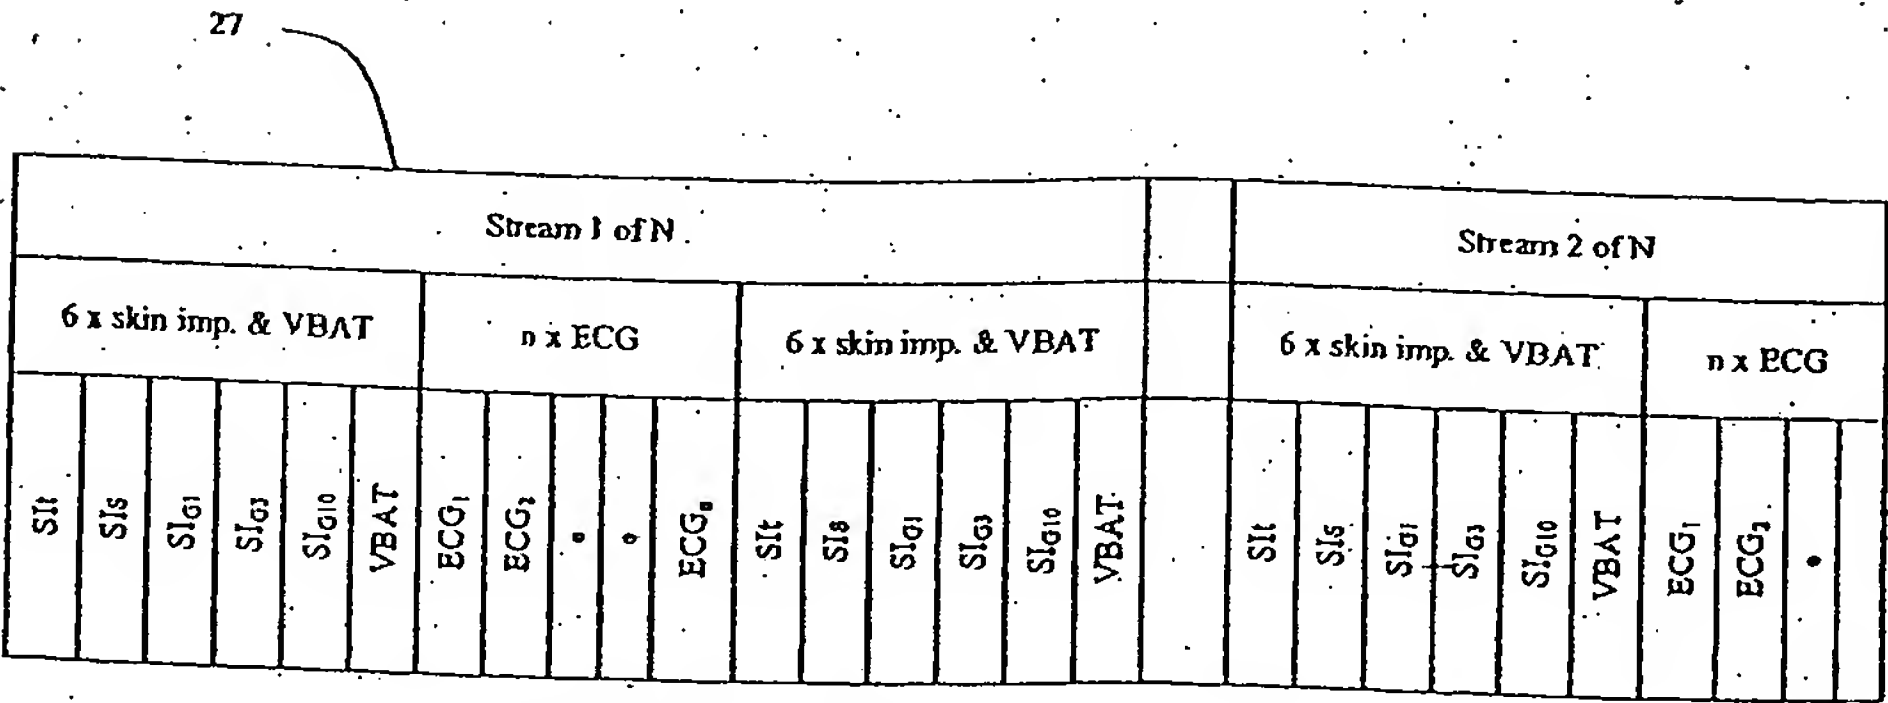 27
Stream 1 of N
Stream 2 of N
6 x skin imp. & VBAT
n x ECG
6 x skin imp. & VBAT
6 x skin imp. & VBAT
n x ECG
SIt
SIs
SIG1
SIG3
SIG10
VBAT
ECG1
ECG2
ECGn
SIt
SIs
SIG1
SIG3
SIG10
VBAT
SIt
SIs
SIG1
SIG3
SIG10
VBAT
ECG1
ECG2